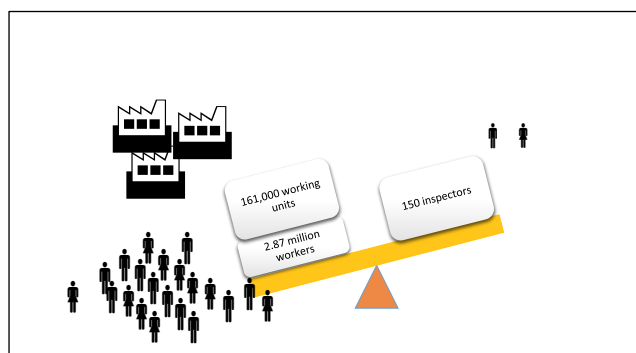 161,000 working
units
2.87 million
workers
150 inspectors